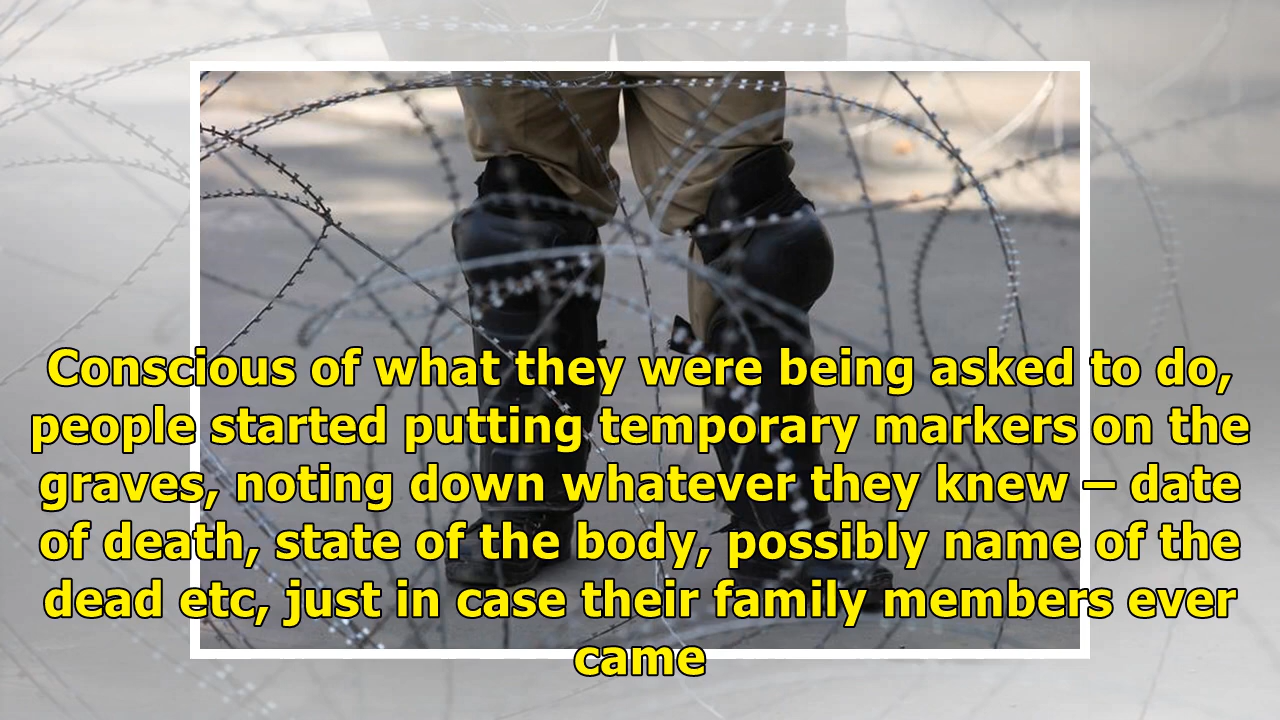 Conscious of what they were being asked to do,
people started putting temporary markers on the
graves, noting down whatever they knew – date
of death, state of the body, possibly name of the
dead etc, just in case their family members ever
came